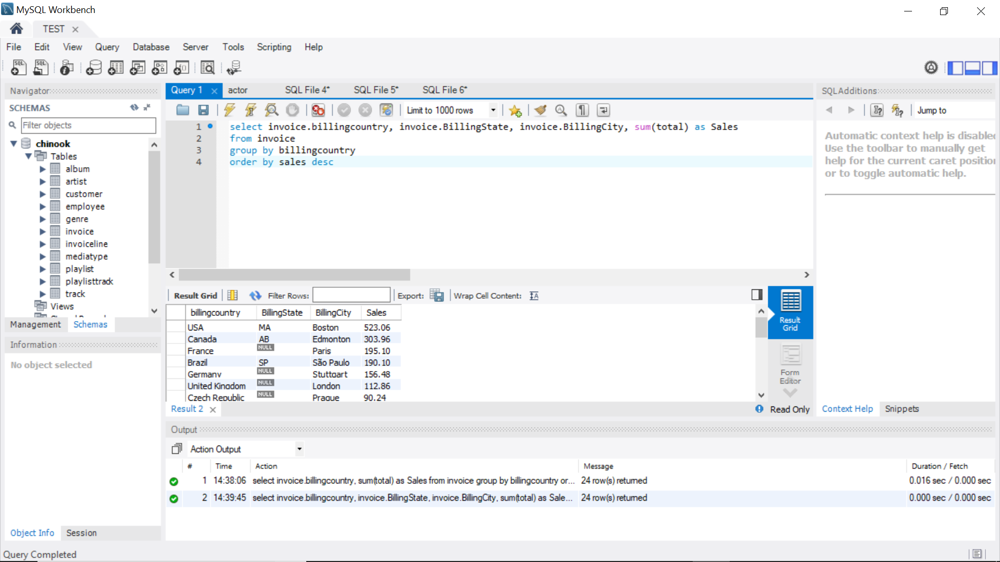 MySQL Workbench
TEST
File Edit View Query Database Server Tools Scripting Help
Navigator
SCHEMAS
Filter objects
chinook
Tables
album
artist
customer
employee
genre
invoice
invoiceline
mediatype
playlist
playlisttrack
track
Views
Management Schemas
Information
No object selected
Object Info Session
Query Completed
Query 1 actor SQL File 4* SQL File 5* SQL File 6*
Limit to 1000 rows
1 select invoice.billingcountry, invoice.BillingState, invoice.BillingCity, sum(total) as Sales
2 from invoice
3 group by billingcountry
4 order by sales desc
Result Grid Filter Rows: Export: Wrap Cell Content:
billingcountry BillingState BillingCity Sales
USA MA Boston 523.06
Canada AB Edmonton 303.96
France NULL Paris 195.10
Brazil SP São Paulo 190.10
Germany NULL Stuttgart 156.48
United Kingdom NULL London 112.86
Czech Republic NULL Prague 90.24
Result Grid
Form Editor
Result 2
Read Only
SQLAdditions
Jump to
Automatic context help is disabled
Use the toolbar to manually get
help for the current caret position
or to toggle automatic help.
Context Help Snippets
Output
Action Output
# Time Action Message Duration / Fetch
1 14:38:06 select invoice.billingcountry, sum(total) as Sales from invoice group by billingcountry or... 24 row(s) returned 0.016 sec / 0.000 sec
2 14:39:45 select invoice.billingcountry, invoice.BillingState, invoice.BillingCity, sum(total) as Sale... 24 row(s) returned 0.000 sec / 0.000 sec